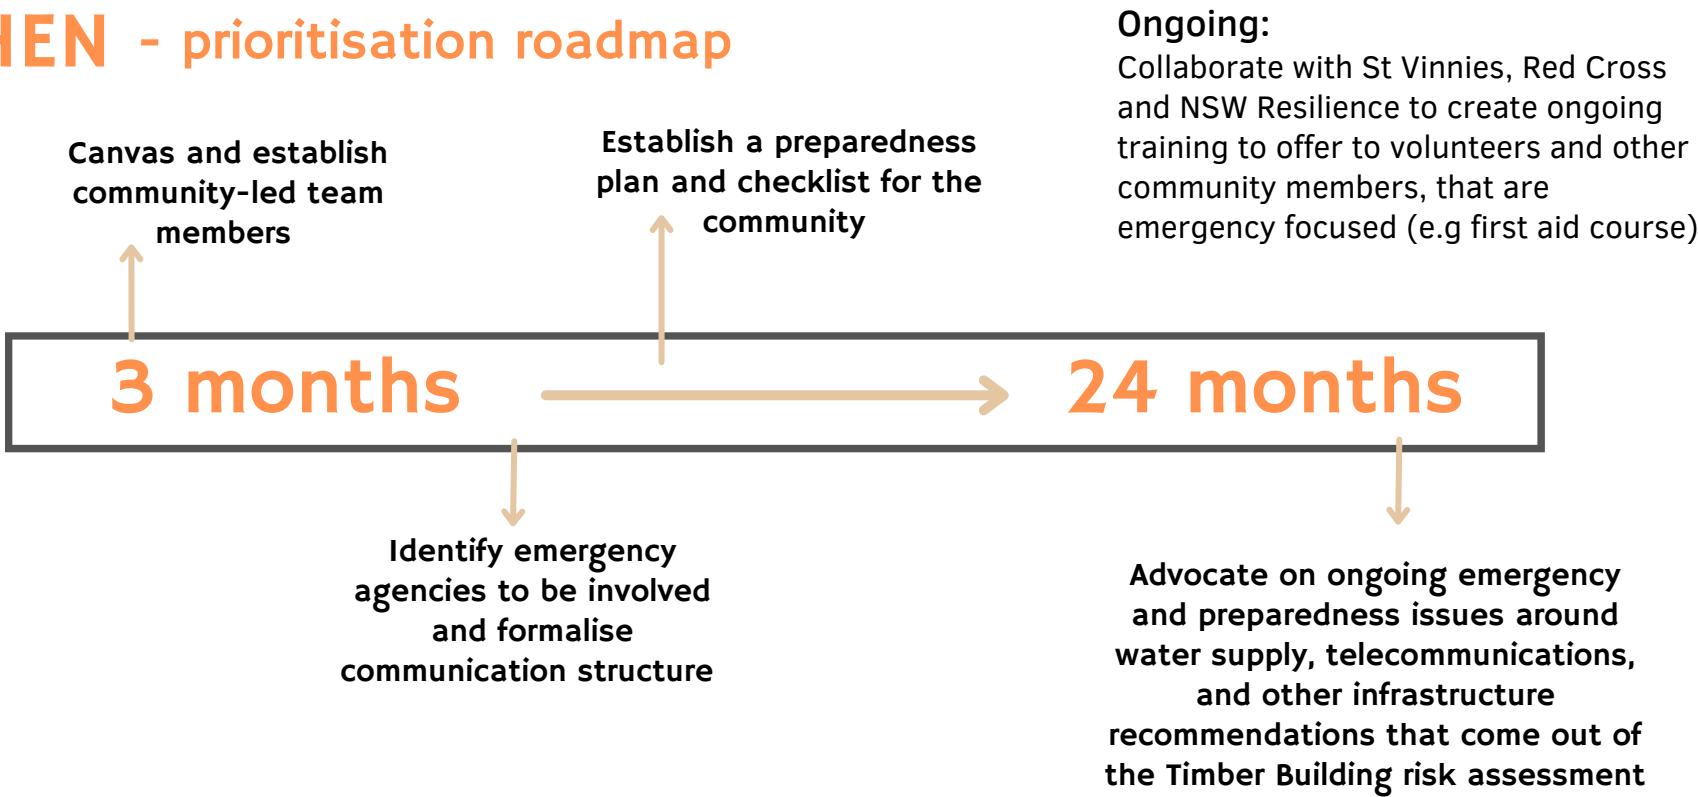 HEN - prioritisation roadmap
Ongoing:
Collaborate with St Vinnies, Red Cross
and NSW Resilience to create ongoing
training to offer to volunteers and other
community members, that are
emergency focused (e.g first aid course)
Canvas and establish
community-led team
members
Establish a preparedness
plan and checklist for the
community
3 months
24 months
Identify emergency
agencies to be involved
and formalise
communication structure
Advocate on ongoing emergency
and preparedness issues around
water supply, telecommunications,
and other infrastructure
recommendations that come out of
the Timber Building risk assessment